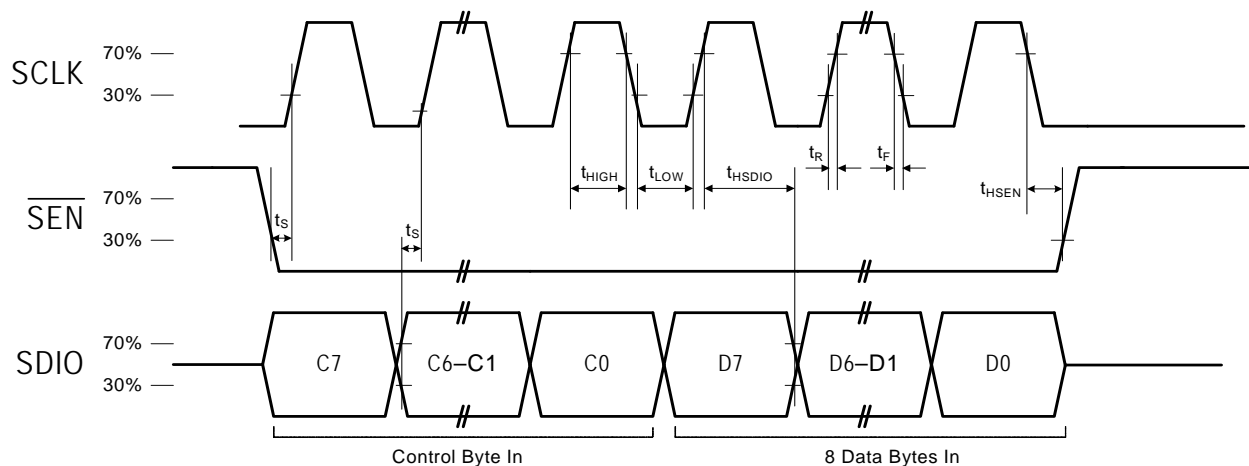 SCLK
70%
30%
SEN
70%
30%
tS
tS
tHIGH
tLOW
tHSDIO
tR
tF
tHSEN
SDIO
70%
30%
C7
C6–C1
C0
D7
D6–D1
D0
Control Byte In
8 Data Bytes In